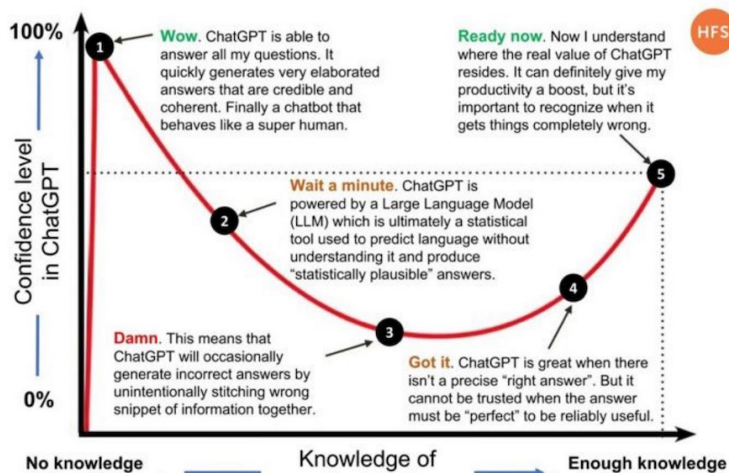 HFS
100%
1
Wow. ChatGPT is able to
answer all my questions. It
quickly generates very elaborated
answers that are credible and
coherent. Finally a chatbot that
behaves like a super human.
Ready now. Now I understand
where the real value of ChatGPT
resides. It can definitely give my
productivity a boost, but it's
important to recognize when it
gets things completely wrong.
5
Confidence level
in ChatGPT
2
Wait a minute. ChatGPT is
powered by a Large Language Model
(LLM) which is ultimately a statistical
tool used to predict language without
understanding it and produce
"statistically plausible" answers.
4
3
Damn. This means that
ChatGPT will occasionally
generate incorrect answers by
unintentionally stitching wrong
snippet of information together.
Got it. ChatGPT is great when there
isn't a precise "right answer". But it
cannot be trusted when the answer
must be "perfect" to be reliably useful.
0%
No knowledge
Knowledge of
Enough knowledge